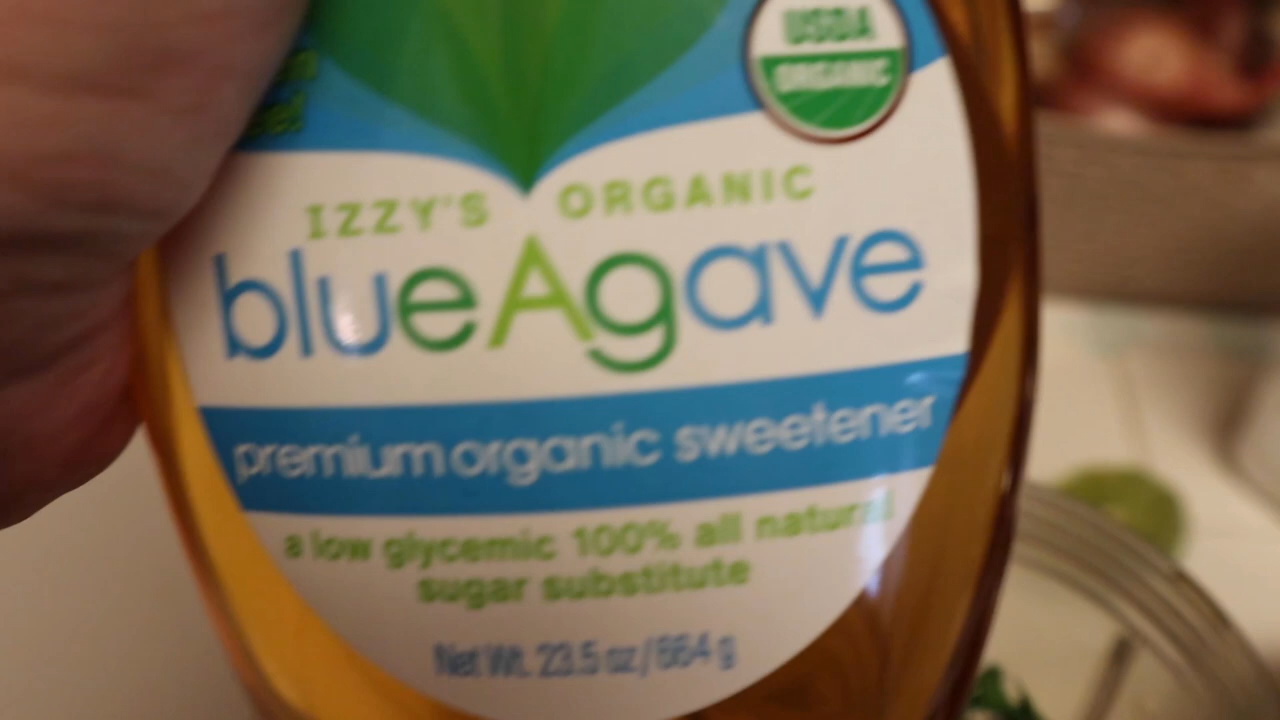 USDA
ORGANIC
IZZY'S ORGANIC
blueAgave
premium organic sweetener
a low glycemic 100% all natural
sugar substitute
Net Wt. 23.5 oz/664 g